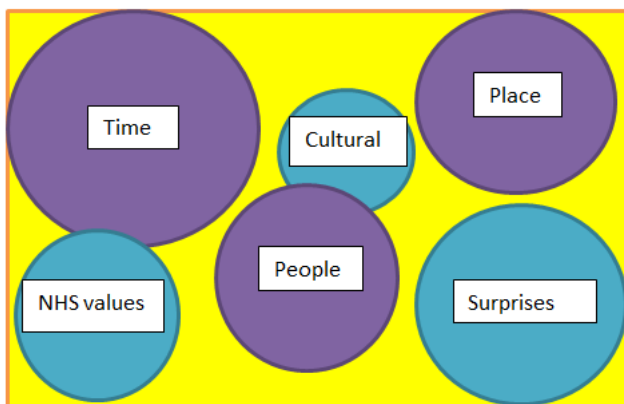 Time
Cultural
Place
NHS values
People
Surprises